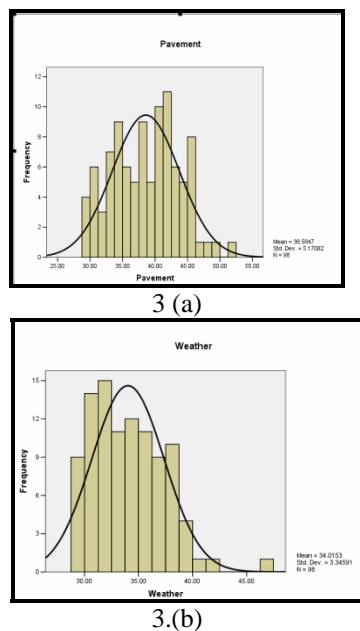 Pavement
12
10
8
6
4
2
0
Frequency
25.00 30.00 35.00 40.00 45.00 50.00 55.00
Pavement
Mean = 38.5847
Std. Dev. = 5.17082
N = 98
3 (a)
Weather
15
12
9
6
3
0
Frequency
30.00 35.00 40.00 45.00
Weather
Mean = 34.0153
Std. Dev. = 3.34591
N = 98
3.(b)